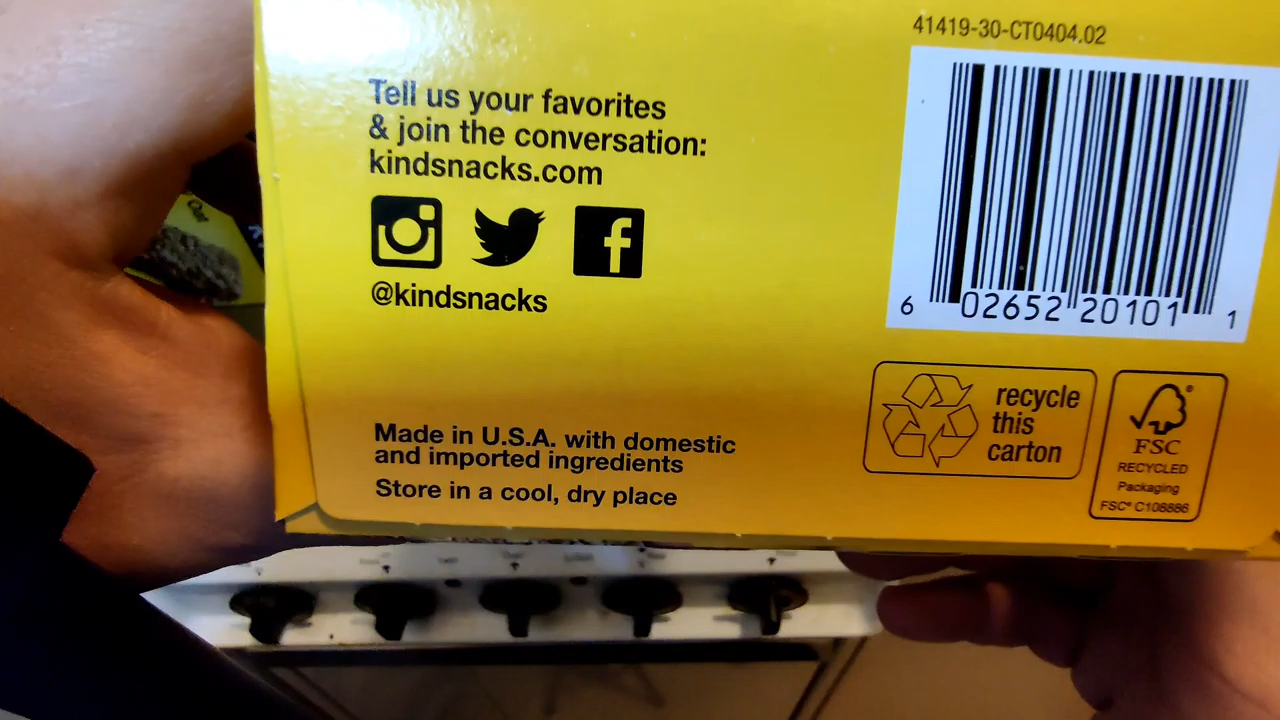 41419-30-CT0404.02
Tell us your favorites
& join the conversation:
kindsnacks.com
@kindsnacks
6 02652 20101 1
recycle
this
carton
FSC®
RECYCLED
Packaging
FSC® C108886
Made in U.S.A. with domestic
and imported ingredients
Store in a cool, dry place